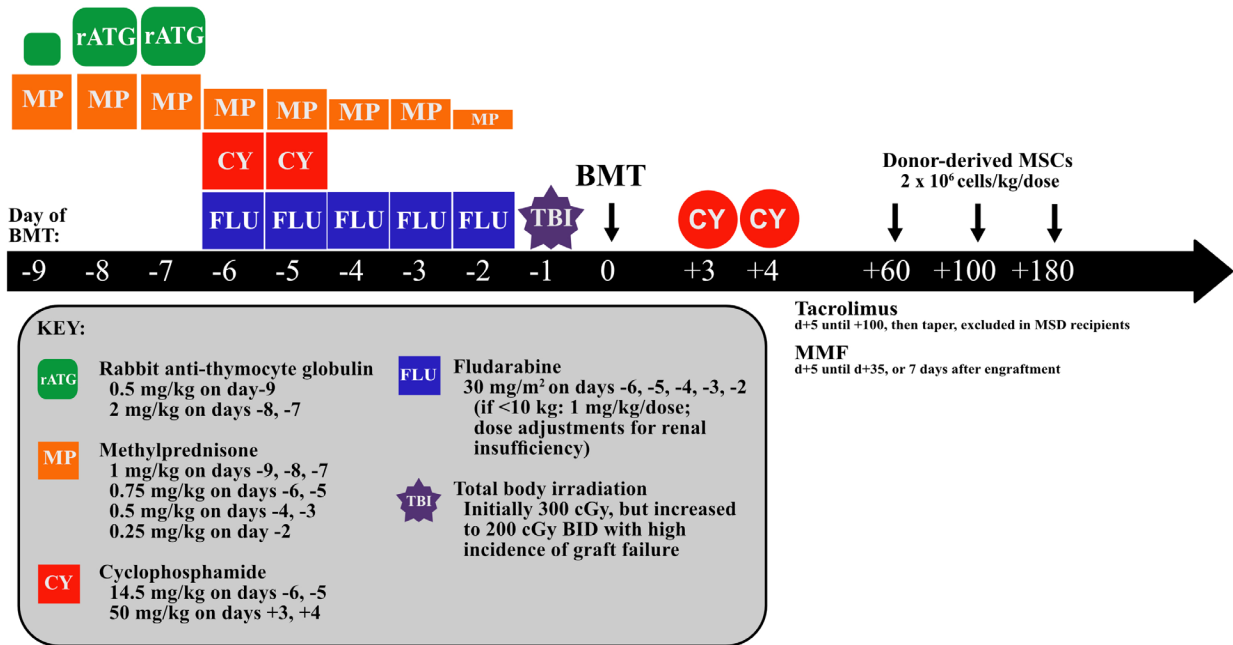 rATG rATG
MP MP MP MP MP MP MP MP
CY CY
FLU FLU FLU FLU FLU
TBI
BMT
CY CY
Donor-derived MSCs
2 x 10⁶ cells/kg/dose
Day of
BMT:
-9 -8 -7 -6 -5 -4 -3 -2 -1 0 +3 +4 +60 +100 +180
Tacrolimus
d+5 until +100, then taper, excluded in MSD recipients
MMF
d+5 until d+35, or 7 days after engraftment
KEY:
rATG
Rabbit anti-thymocyte globulin
0.5 mg/kg on day-9
2 mg/kg on days -8, -7
MP
Methylprednisone
1 mg/kg on days -9, -8, -7
0.75 mg/kg on days -6, -5
0.5 mg/kg on days -4, -3
0.25 mg/kg on day -2
CY
Cyclophosphamide
14.5 mg/kg on days -6, -5
50 mg/kg on days +3, +4
FLU
Fludarabine
30 mg/m² on days -6, -5, -4, -3, -2
(if <10 kg: 1 mg/kg/dose;
dose adjustments for renal
insufficiency)
TBI
Total body irradiation
Initially 300 cGy, but increased
to 200 cGy BID with high
incidence of graft failure